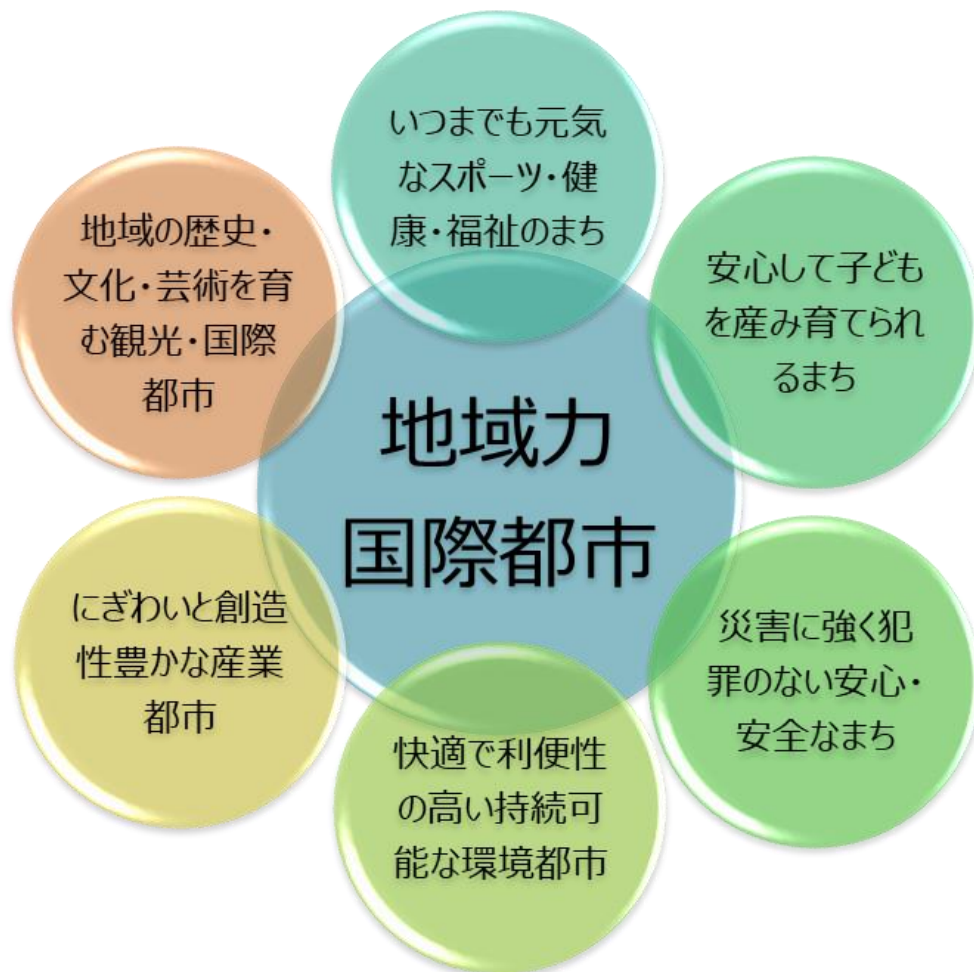 いつまでも元気
なスポーツ・健
康・福祉のまち
安心して子ども
を産み育てられ
るまち
災害に強く犯
罪のない安心・
安全なまち
快適で利便性
の高い持続可
能な環境都市
にぎわいと創造
性豊かな産業
都市
地域の歴史・
文化・芸術を育
む観光・国際
都市
地域力
国際都市